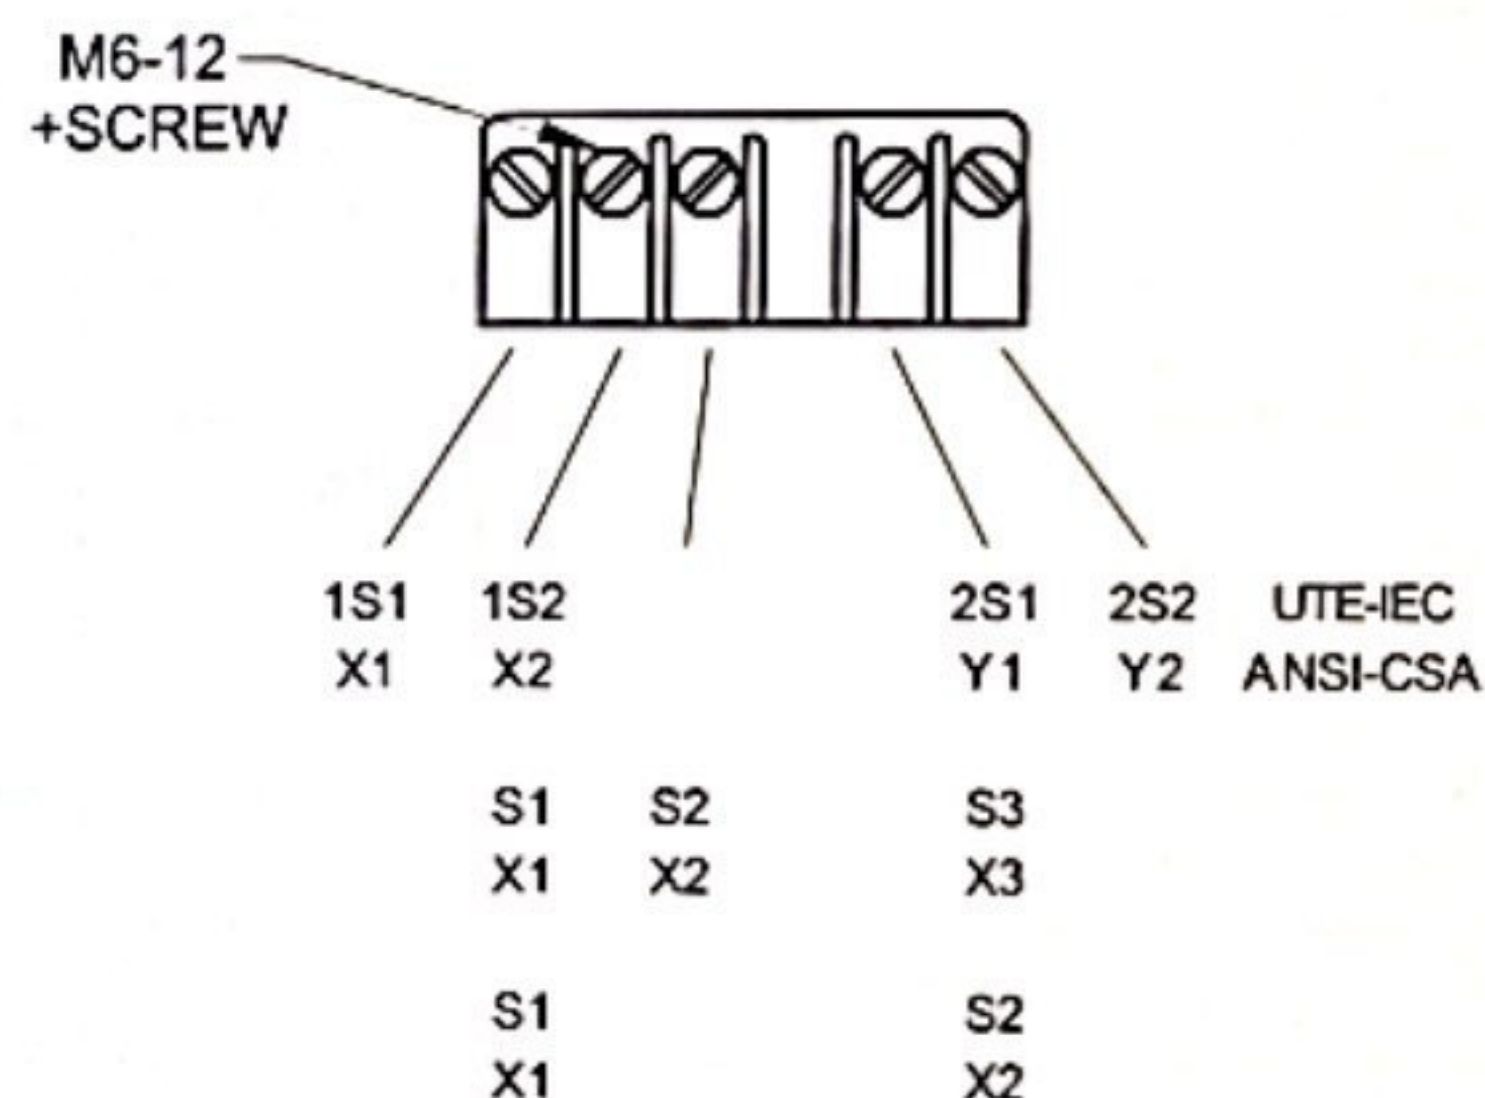 M6-12
+SCREW
1S1 1S2 2S1 2S2 UTE-IEC
X1 X2 Y1 Y2 ANSI-CSA
S1 S2 S3
X1 X2 X3
S1 S2
X1 X2